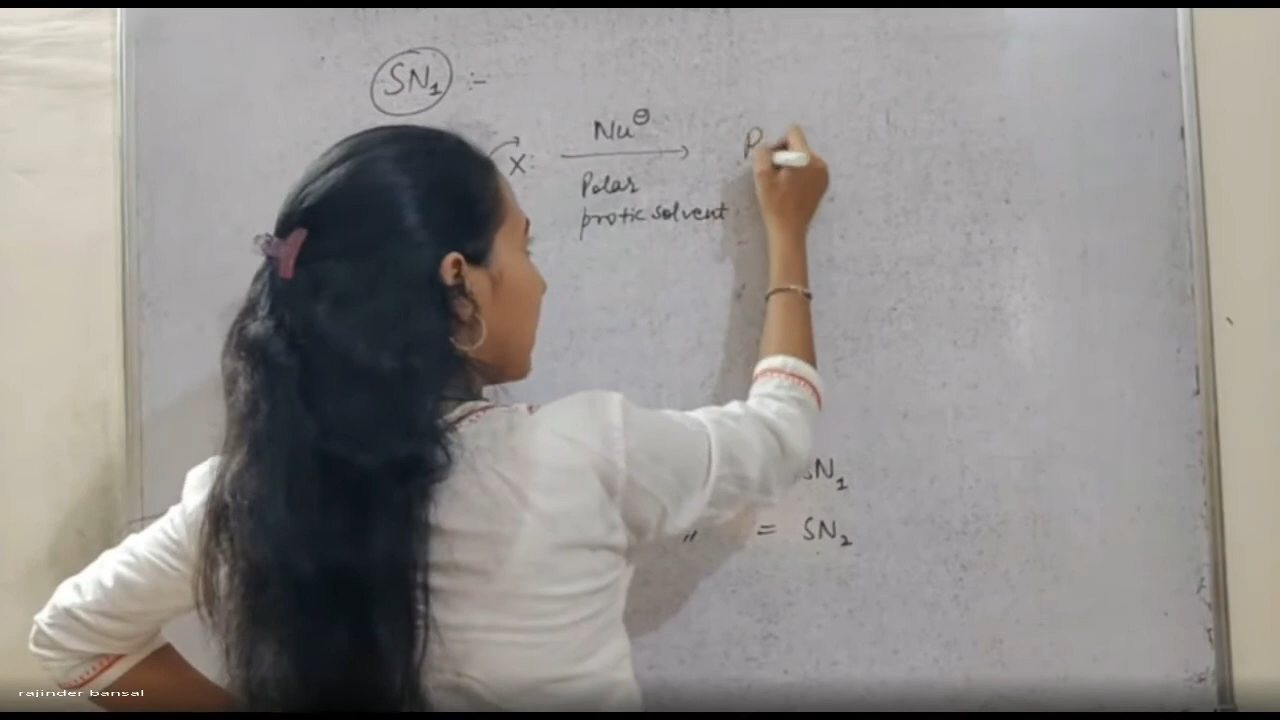 SN₁ :-
X: Nu⊖ P
Polar
protic solvent
SN₁
〃 = SN₂
rajinder bansal